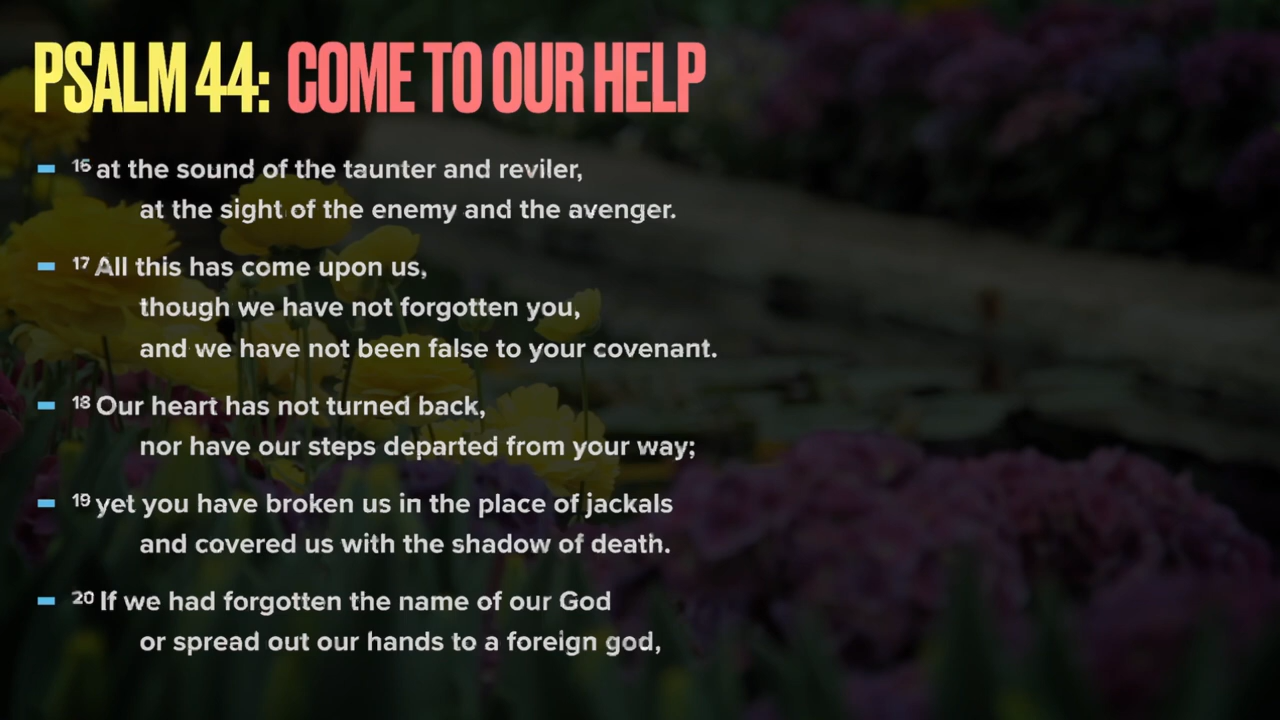 PSALM 44: COME TO OUR HELP
16 at the sound of the taunter and reviler,
at the sight of the enemy and the avenger.
17 All this has come upon us,
though we have not forgotten you,
and we have not been false to your covenant.
18 Our heart has not turned back,
nor have our steps departed from your way;
19 yet you have broken us in the place of jackals
and covered us with the shadow of death.
20 If we had forgotten the name of our God
or spread out our hands to a foreign god,